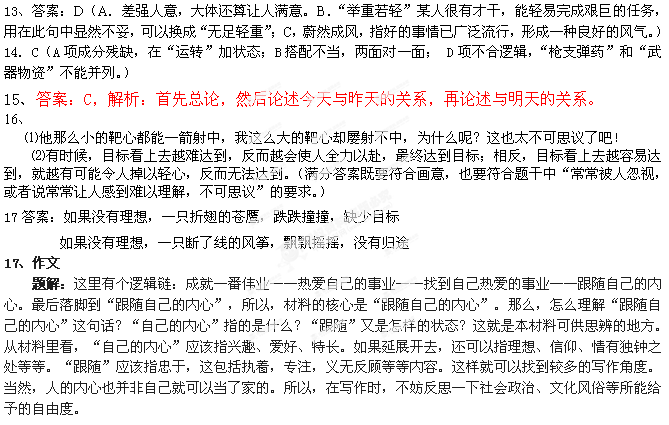 13、答案：D（A．差强人意，大体还算让人满意。B．“举重若轻”某人很有才干，能轻易完成艰巨的任务，
用在此句中显然不妥，可以换成“无足轻重”；C，蔚然成风，指好的事情已广泛流行，形成一种良好的风气。）
14．C（A 项成分残缺，在“运转”加状态；B搭配不当，两面对一面； D项不合逻辑，“枪支弹药”和“武
器物资”不能并列。）
15、答案：C，解析：首先总论，然后论述今天与昨天的关系，再论述与明天的关系。
16、
⑴他那么小的靶心都能一箭射中，我这么大的靶心却屡射不中，为什么呢？这也太不可思议了吧！
⑵有时候，目标看上去越难达到，反而越会使人全力以赴，最终达到目标；相反，目标看上去越容易达
到，就越有可能令人掉以轻心，反而无法达到。（满分答案既要符合画意，也要符合题干中“常常被人忽视，
或者说常常让人感到难以理解，不可思议”的要求。）
17答案：如果没有理想，一只折翅的苍鹰，跌跌撞撞，缺少目标
如果没有理想，一只断了线的风筝，飘飘摇摇，没有归途
17、作文
题解：这里有个逻辑链：成就一番伟业——热爱自己的事业——找到自己热爱的事业——跟随自己的内
心。最后落脚到“跟随自己的内心”，所以，材料的核心是“跟随自己的内心”。那么，怎么理解“跟随自
己的内心”这句话？“自己的内心”指的是什么？“跟随”又是怎样的状态？这就是本材料可供思辨的地方。
从材料里看，“自己的内心”应该指兴趣、爱好、特长。如果延展开去，还可以指理想、信仰、情有独钟之
处等等。“跟随”应该指忠于，这包括执着，专注，义无反顾等等内容。这样就可以找到较多的写作角度。
当然，人的内心也并非自己就可以当了家的。所以，在写作时，不妨反思一下社会政治、文化风俗等所能给
予的自由度。